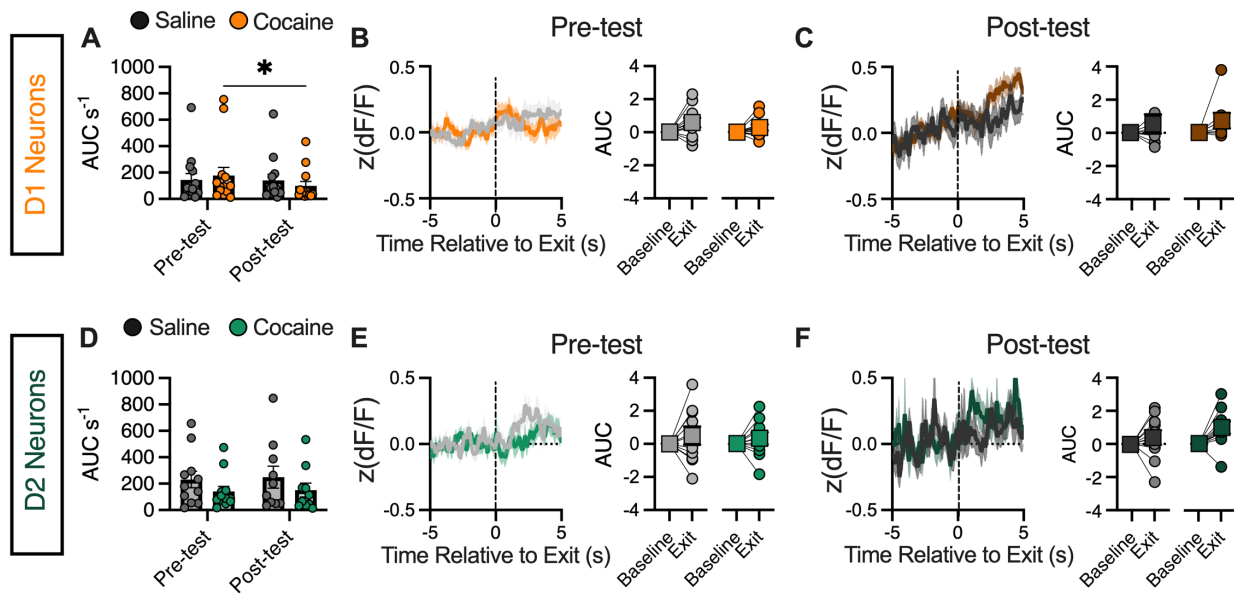 D1 Neurons
A
Saline Cocaine
AUC s⁻¹
1000
800
600
400
200
0
Pre-test
Post-test
*
B
Pre-test
z(dF/F)
0.5
0.0
-0.5
-5 0 5
Time Relative to Exit (s)
AUC
4
2
0
-2
-4
Baseline
Exit
Baseline
Exit
C
Post-test
z(dF/F)
0.5
0.0
-0.5
-5 0 5
Time Relative to Exit (s)
AUC
4
2
0
-2
-4
Baseline
Exit
Baseline
Exit
D2 Neurons
D
Saline Cocaine
AUC s⁻¹
1000
800
600
400
200
0
Pre-test
Post-test
E
Pre-test
z(dF/F)
0.5
0.0
-0.5
-5 0 5
Time Relative to Exit (s)
AUC
4
2
0
-2
-4
Baseline
Exit
Baseline
Exit
F
Post-test
z(dF/F)
0.5
0.0
-0.5
-5 0 5
Time Relative to Exit (s)
AUC
4
2
0
-2
-4
Baseline
Exit
Baseline
Exit